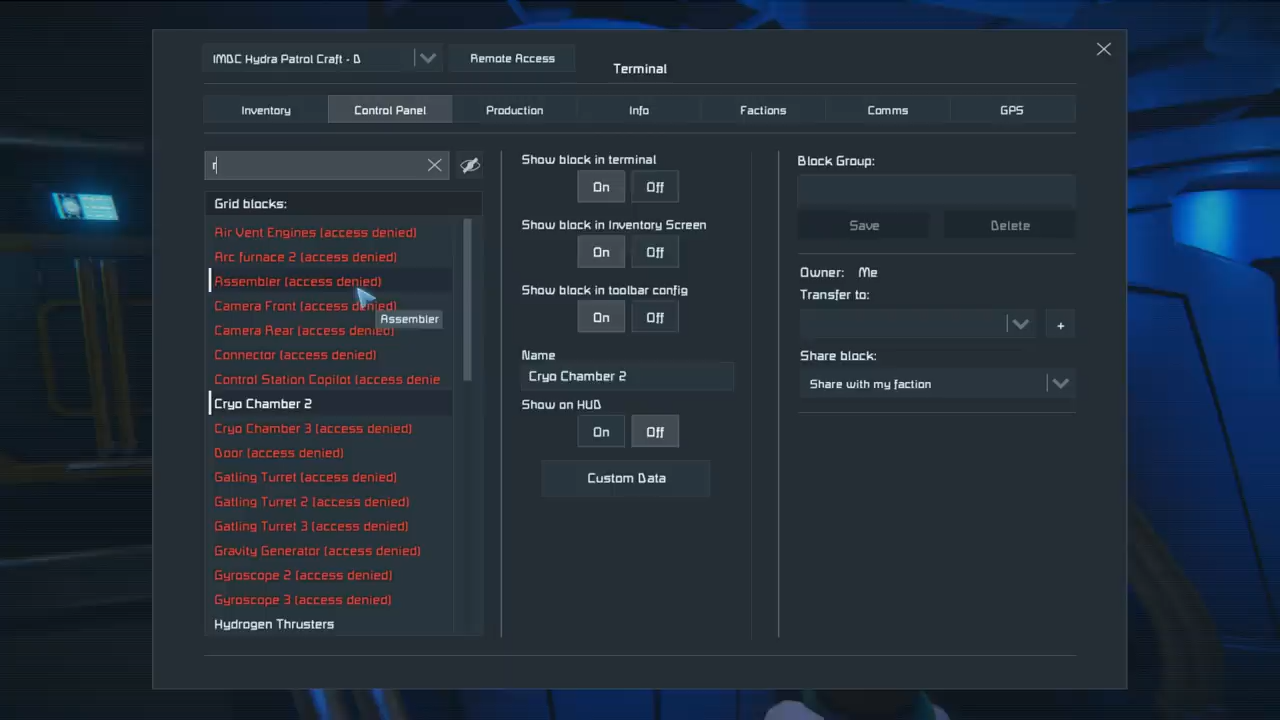 IMDC Hydra Patrol Craft - D
Remote Access
Terminal
Inventory
Control Panel
Production
Info
Factions
Comms
GPS
r
Grid blocks:
Air Vent Engines (access denied)
Arc furnace 2 (access denied)
Assembler (access denied)
Camera Front (access denied)
Assembler
Camera Rear (access denied)
Connector (access denied)
Control Station Copilot (access denie
Cryo Chamber 2
Cryo Chamber 3 (access denied)
Door (access denied)
Gatling Turret (access denied)
Gatling Turret 2 (access denied)
Gatling Turret 3 (access denied)
Gravity Generator (access denied)
Gyroscope 2 (access denied)
Gyroscope 3 (access denied)
Hydrogen Thrusters
Show block in terminal
On Off
Show block in Inventory Screen
On Off
Show block in toolbar config
On Off
Name
Cryo Chamber 2
Show on HUD
On Off
Custom Data
Block Group:
Save Delete
Owner: Me
Transfer to:
+
Share block:
Share with my faction